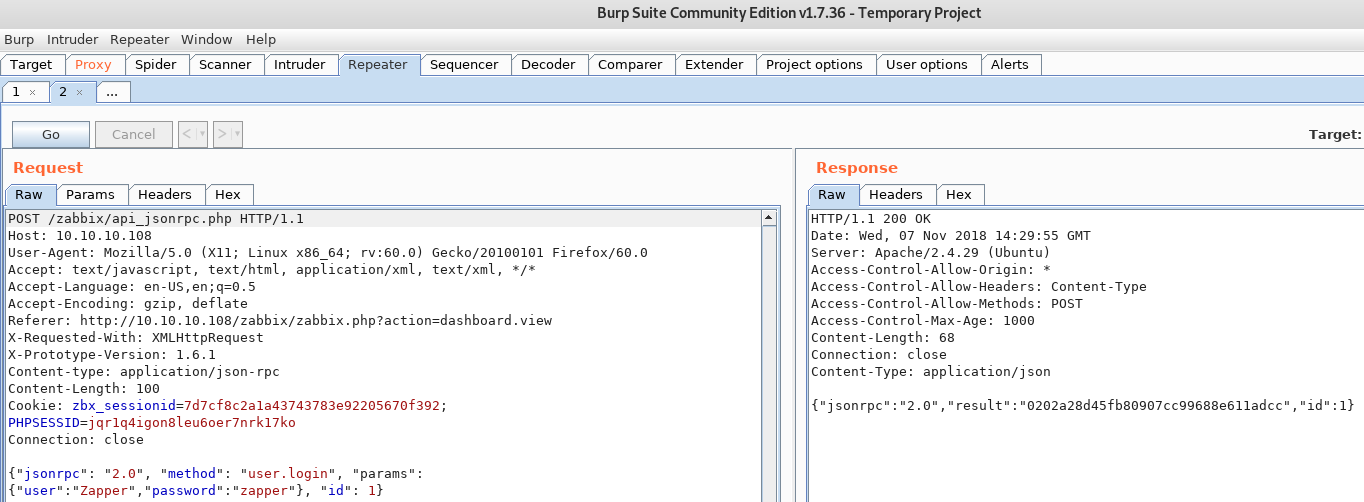 Burp Suite Community Edition v1.7.36 - Temporary Project
Burp Intruder Repeater Window Help
Target Proxy Spider Scanner Intruder Repeater Sequencer Decoder Comparer Extender Project options User options Alerts
1 × 2 × ...
Go Cancel < > Target:
Request
Raw Params Headers Hex
POST /zabbix/api_jsonrpc.php HTTP/1.1
Host: 10.10.10.108
User-Agent: Mozilla/5.0 (X11; Linux x86_64; rv:60.0) Gecko/20100101 Firefox/60.0
Accept: text/javascript, text/html, application/xml, text/xml, */*
Accept-Language: en-US,en;q=0.5
Accept-Encoding: gzip, deflate
Referer: http://10.10.10.108/zabbix/zabbix.php?action=dashboard.view
X-Requested-With: XMLHttpRequest
X-Prototype-Version: 1.6.1
Content-type: application/json-rpc
Content-Length: 100
Cookie: zbx_sessionid=7d7cf8c2a1a43743783e92205670f392;
PHPSESSID=jqr1q4igon8leu6oer7nrk17ko
Connection: close
{"jsonrpc": "2.0", "method": "user.login", "params":
{"user":"Zapper","password":"zapper"}, "id": 1}
Response
Raw Headers Hex
HTTP/1.1 200 OK
Date: Wed, 07 Nov 2018 14:29:55 GMT
Server: Apache/2.4.29 (Ubuntu)
Access-Control-Allow-Origin: *
Access-Control-Allow-Headers: Content-Type
Access-Control-Allow-Methods: POST
Access-Control-Max-Age: 1000
Content-Length: 68
Connection: close
Content-Type: application/json
{"jsonrpc":"2.0","result":"0202a28d45fb80907cc99688e611adcc","id":1}